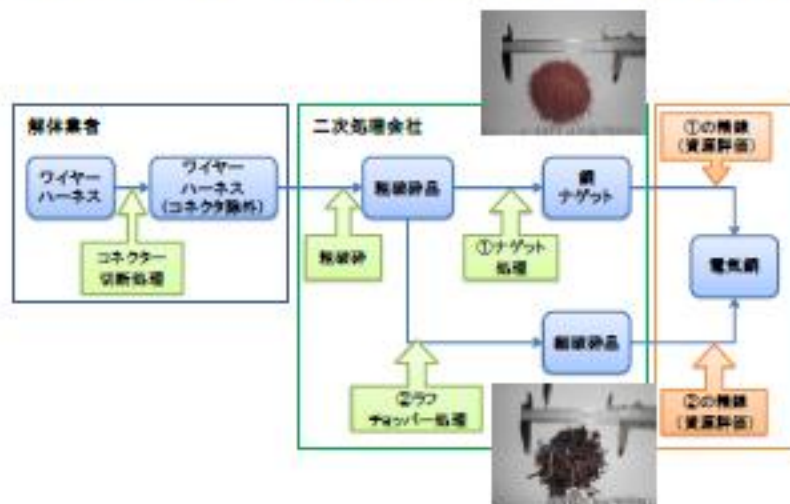 解体業者
ワイヤー
ハーネス
ワイヤー
ハーネス
(コネクタ除外)
コネクター
切断処理
二次処理会社
粗破砕品
銅
ナゲット
粗破砕
①ナゲット
処理
粗破砕品
②ラフ
チョッパー処理
①の精錬
(資源評価)
電気銅
②の精錬
(資源評価)